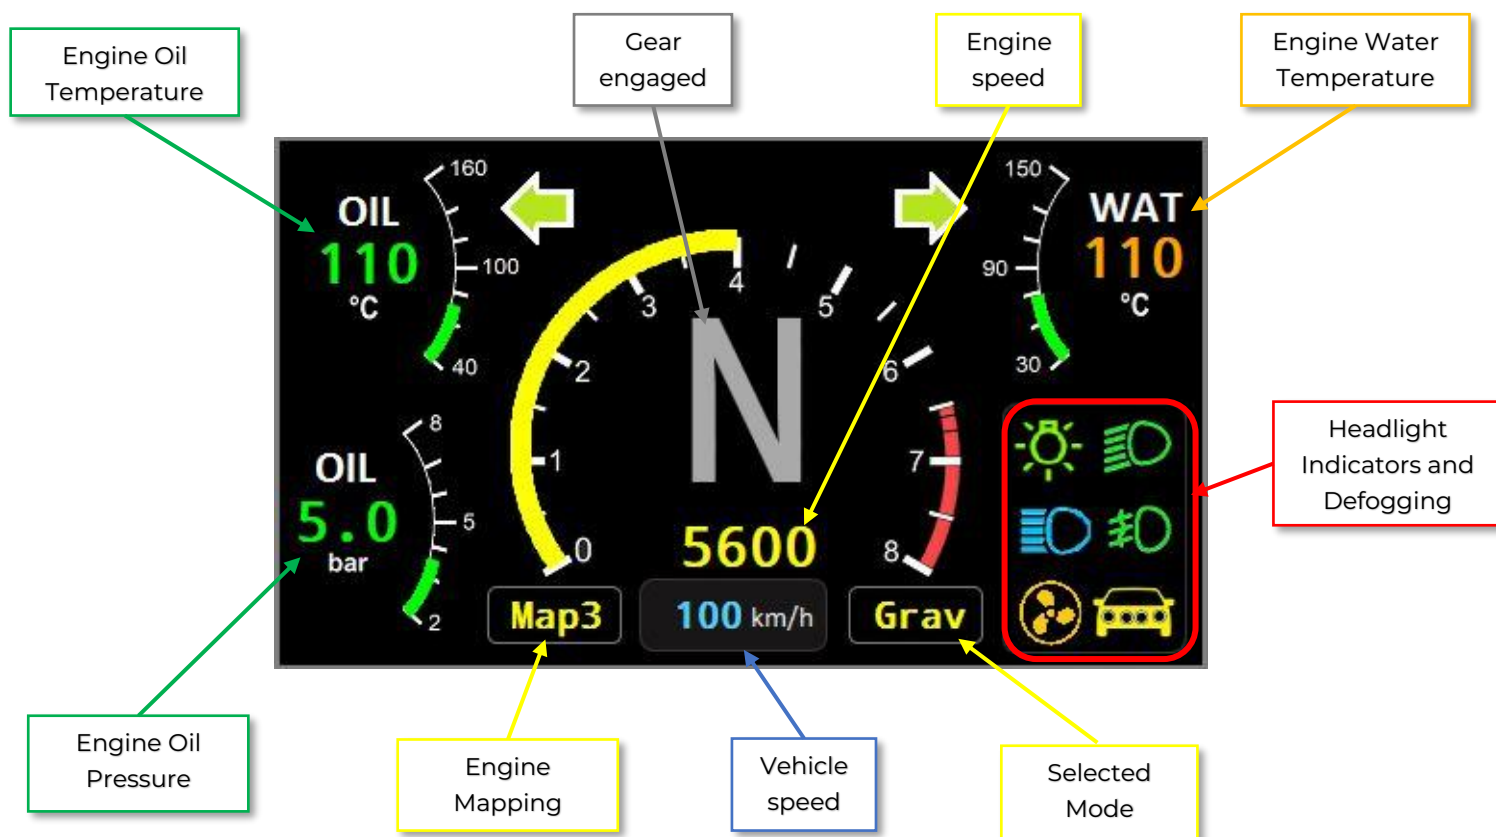 Engine Oil
Temperature
Gear
engaged
Engine
speed
Engine Water
Temperature
160
OIL
110
°C
100
40
150
WAT
110
°C
90
30
0
1
2
3
4
5
6
7
8
N
5600
8
OIL
5.0
bar
5
2
Map3
100 km/h
Grav
Headlight
Indicators and
Defogging
Engine Oil
Pressure
Engine
Mapping
Vehicle
speed
Selected
Mode